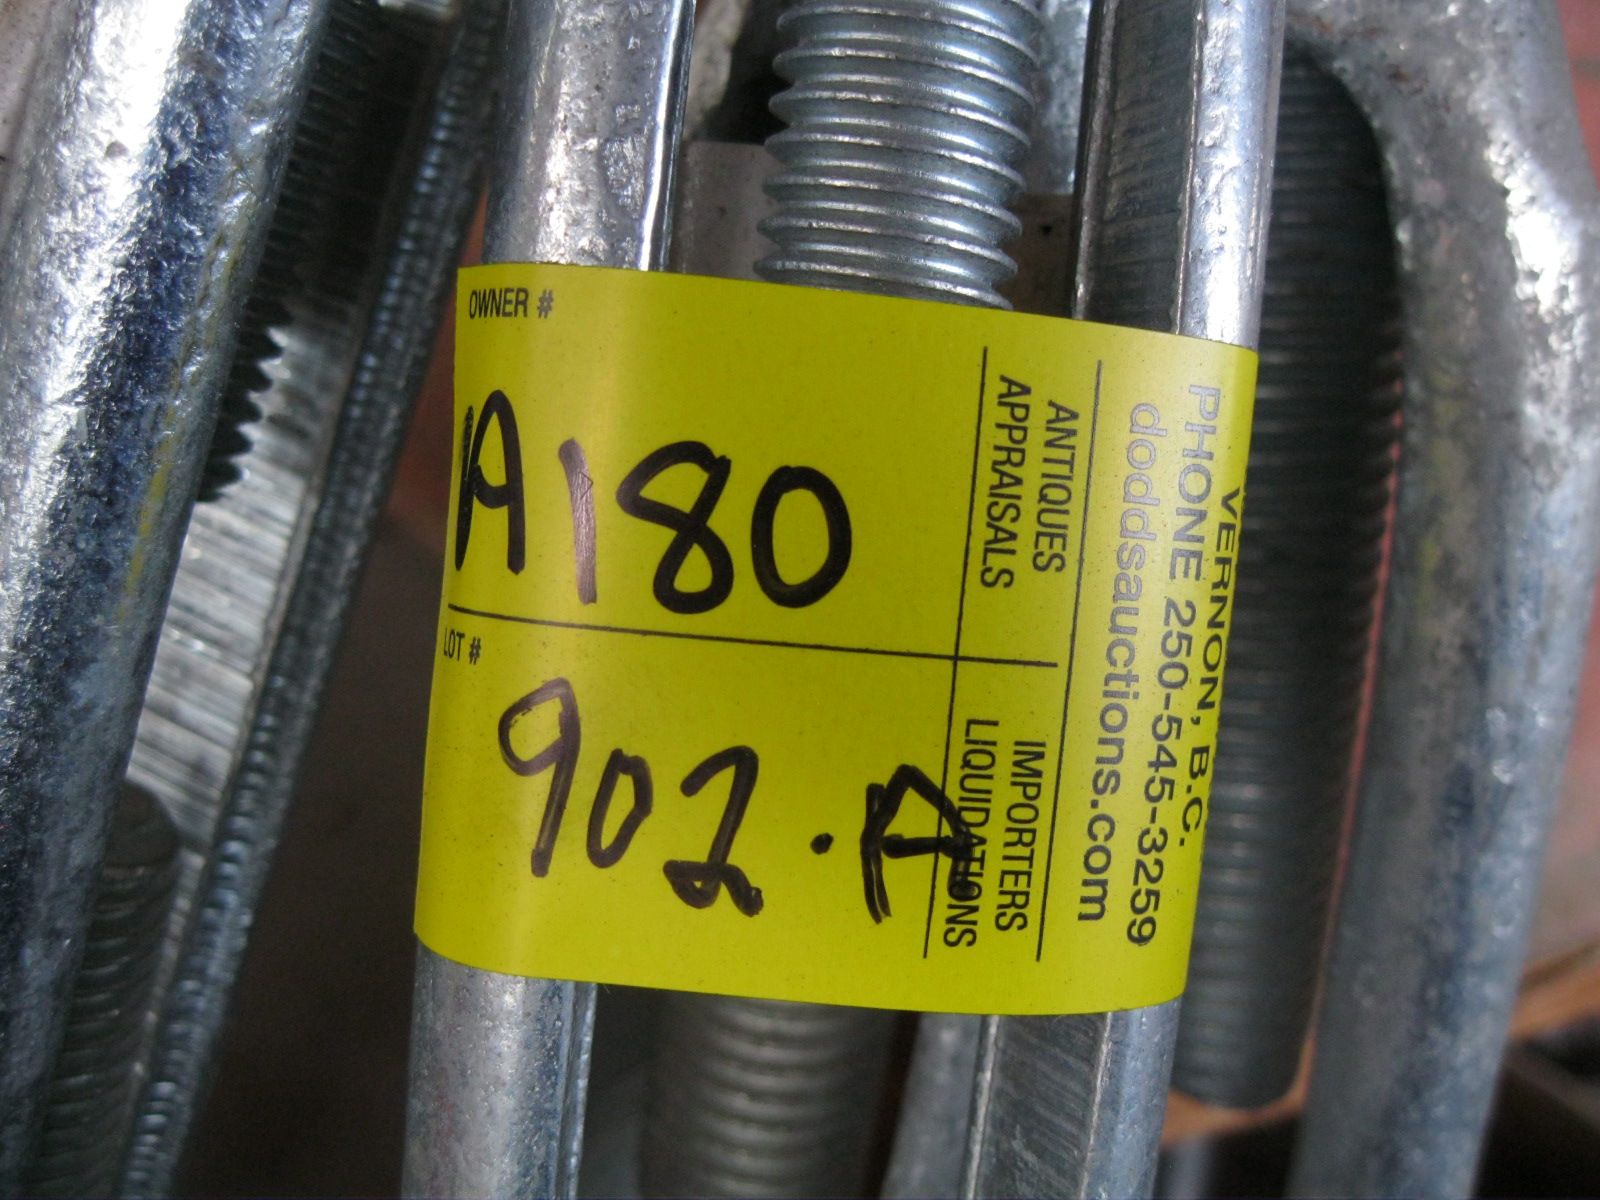 OWNER #
A180
LOT #
902.A
ANTIQUES
APPRAISALS
IMPORTERS
LIQUIDATIONS
VERNON, B.C.
PHONE 250-545-3259
doddsauctions.com